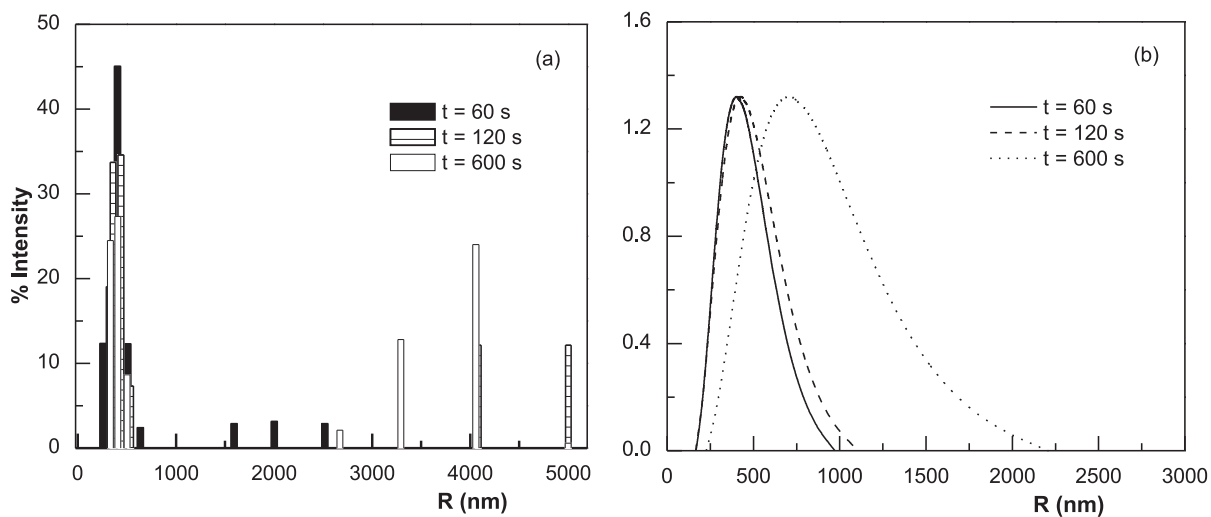 (a)
% Intensity
50
40
30
20
10
0
t = 60 s
t = 120 s
t = 600 s
0 1000 2000 3000 4000 5000
R (nm)
(b)
1.6
1.2
0.8
0.4
0.0
t = 60 s
t = 120 s
t = 600 s
0 500 1000 1500 2000 2500 3000
R (nm)